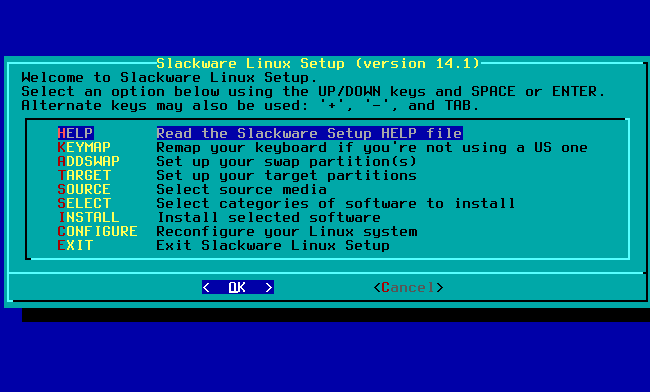 Slackware Linux Setup (version 14.1)
Welcome to Slackware Linux Setup.
Select an option below using the UP/DOWN keys and SPACE or ENTER.
Alternate keys may also be used: '+', '-', and TAB.
HELP Read the Slackware Setup HELP file
KEYMAP Remap your keyboard if you're not using a US one
ADDSWAP Set up your swap partition(s)
TARGET Set up your target partitions
SOURCE Select source media
SELECT Select categories of software to install
INSTALL Install selected software
CONFIGURE Reconfigure your Linux system
EXIT Exit Slackware Linux Setup
< OK > <Cancel>